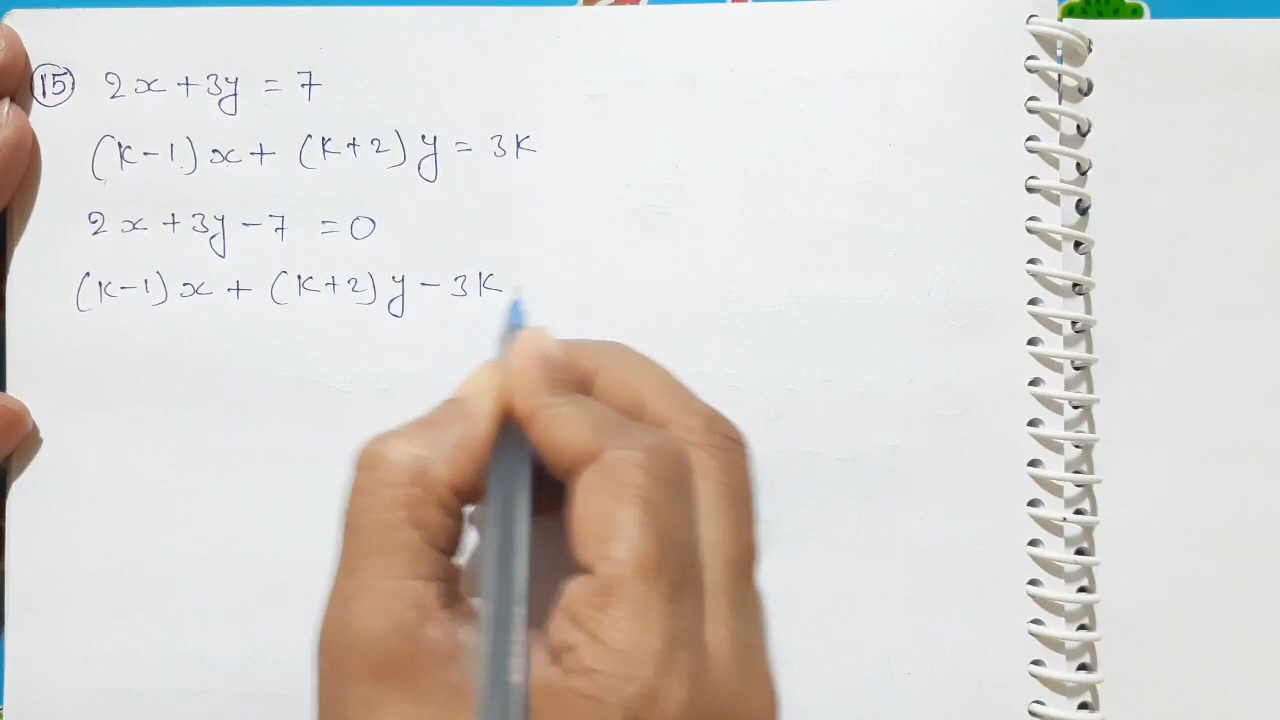 15 2x + 3y = 7
(K-1)x + (K+2)y = 3K
2x + 3y - 7 = 0
(K-1)x + (K+2)y - 3K